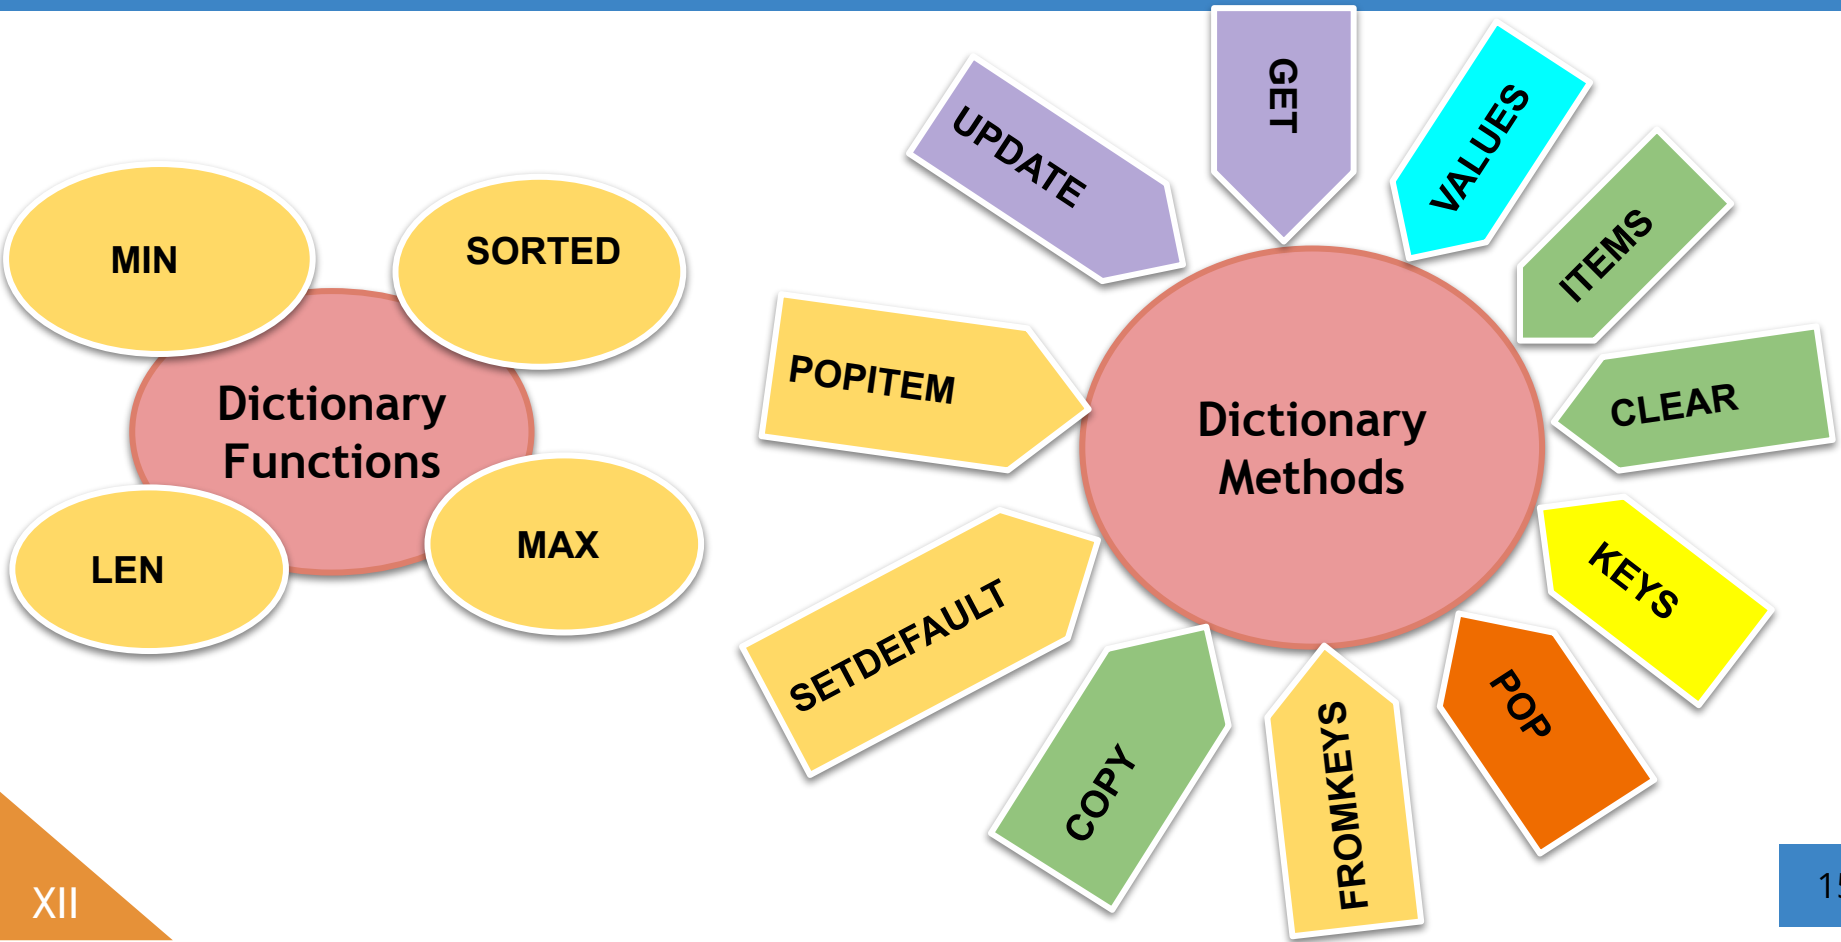 MIN
SORTED
Dictionary
Functions
LEN
MAX
GET
UPDATE
VALUES
ITEMS
POPITEM
CLEAR
Dictionary
Methods
KEYS
SETDEFAULT
POP
COPY
FROMKEYS
XII